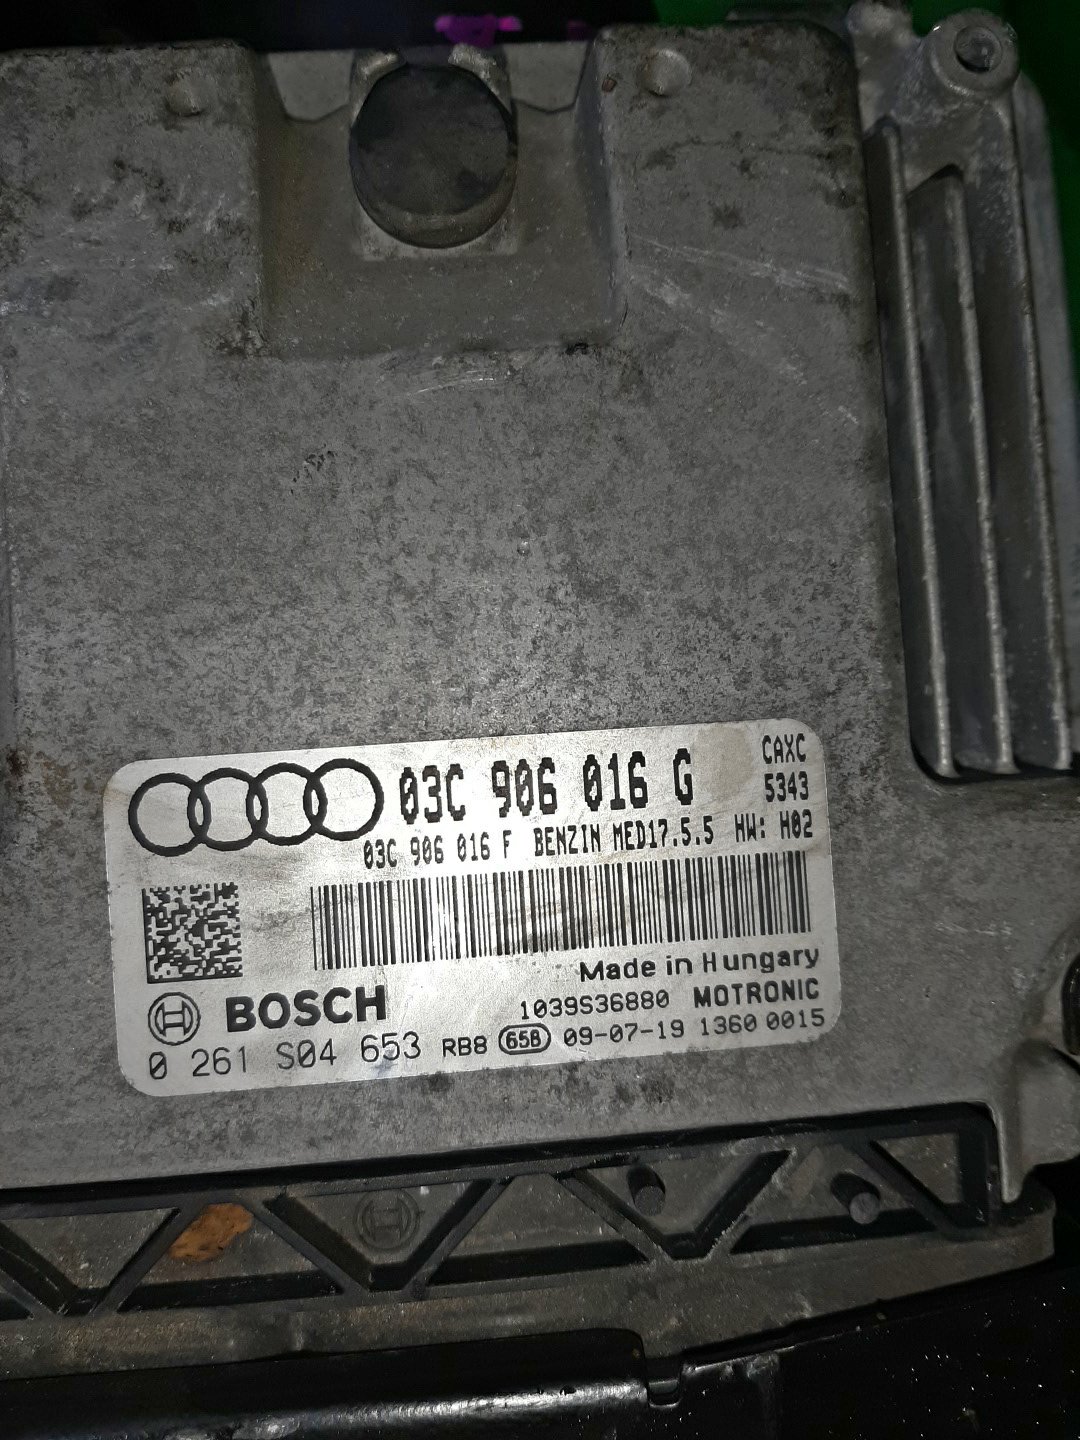 03C 906 016 G CAXC
5343
03C 906 016 F BENZIN MED17.5.5 HW: H02
Made in Hungary
BOSCH 1039S36880 MOTRONIC
0 261 S04 653 RB8 65B 09-07-19 1360 0015